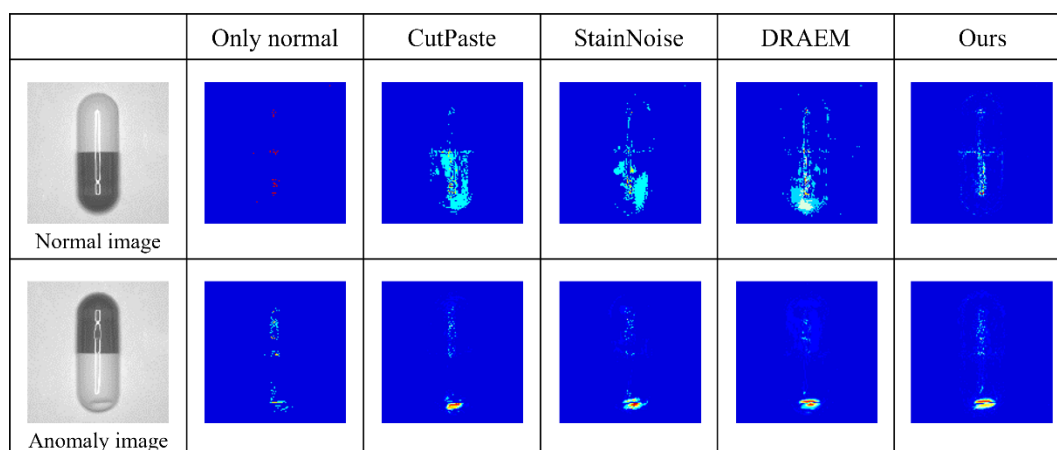 Only normal
CutPaste
StainNoise
DRAEM
Ours
Normal image
Anomaly image